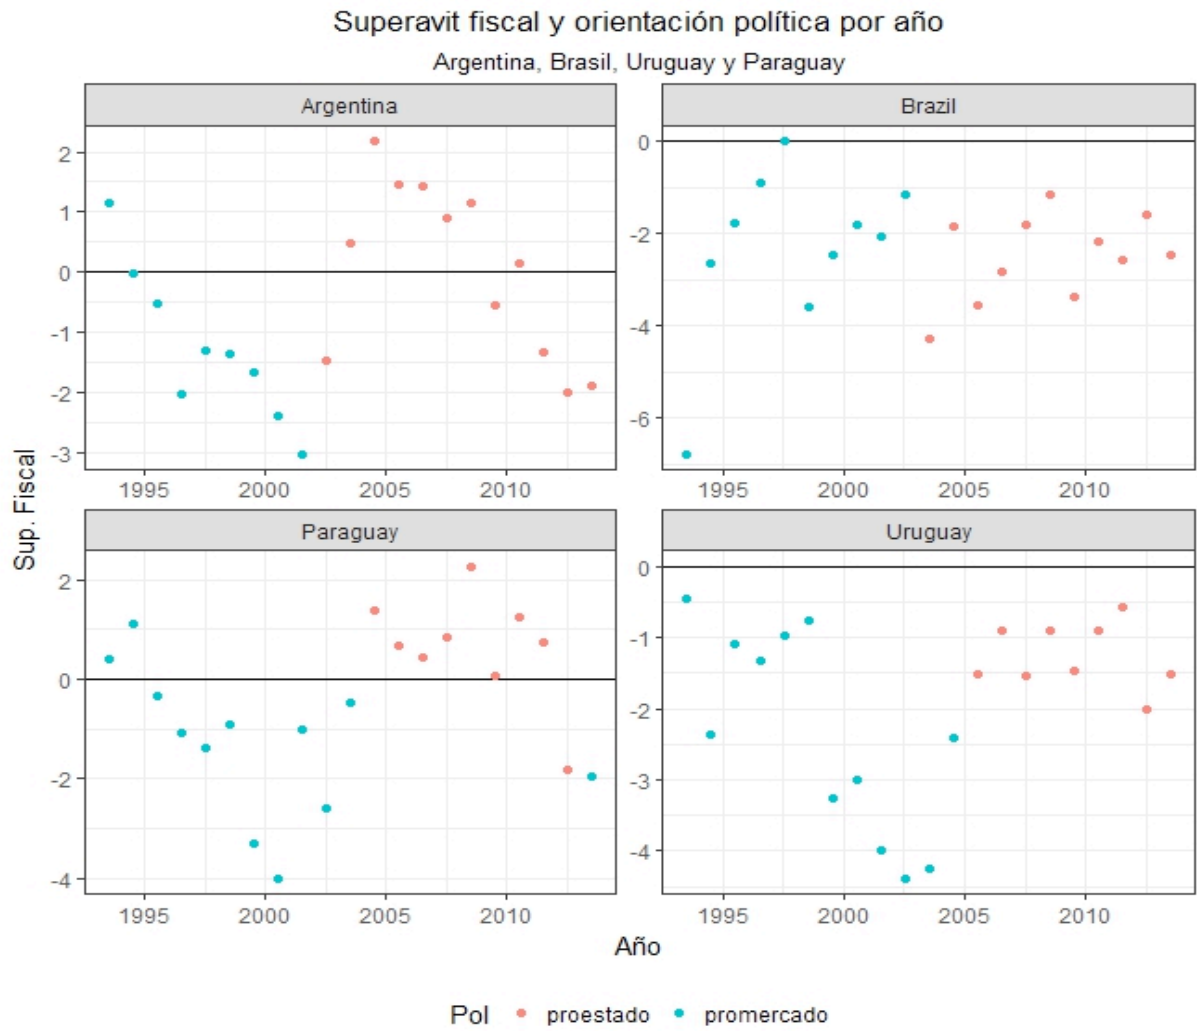 Superavit fiscal y orientación política por año
Argentina, Brasil, Uruguay y Paraguay
Argentina
2
1
0
-1
-2
-3
1995 2000 2005 2010
Brazil
0
-2
-4
-6
1995 2000 2005 2010
Sup. Fiscal
Paraguay
2
0
-2
-4
1995 2000 2005 2010
Uruguay
0
-1
-2
-3
-4
1995 2000 2005 2010
Año
Pol proestado promercado